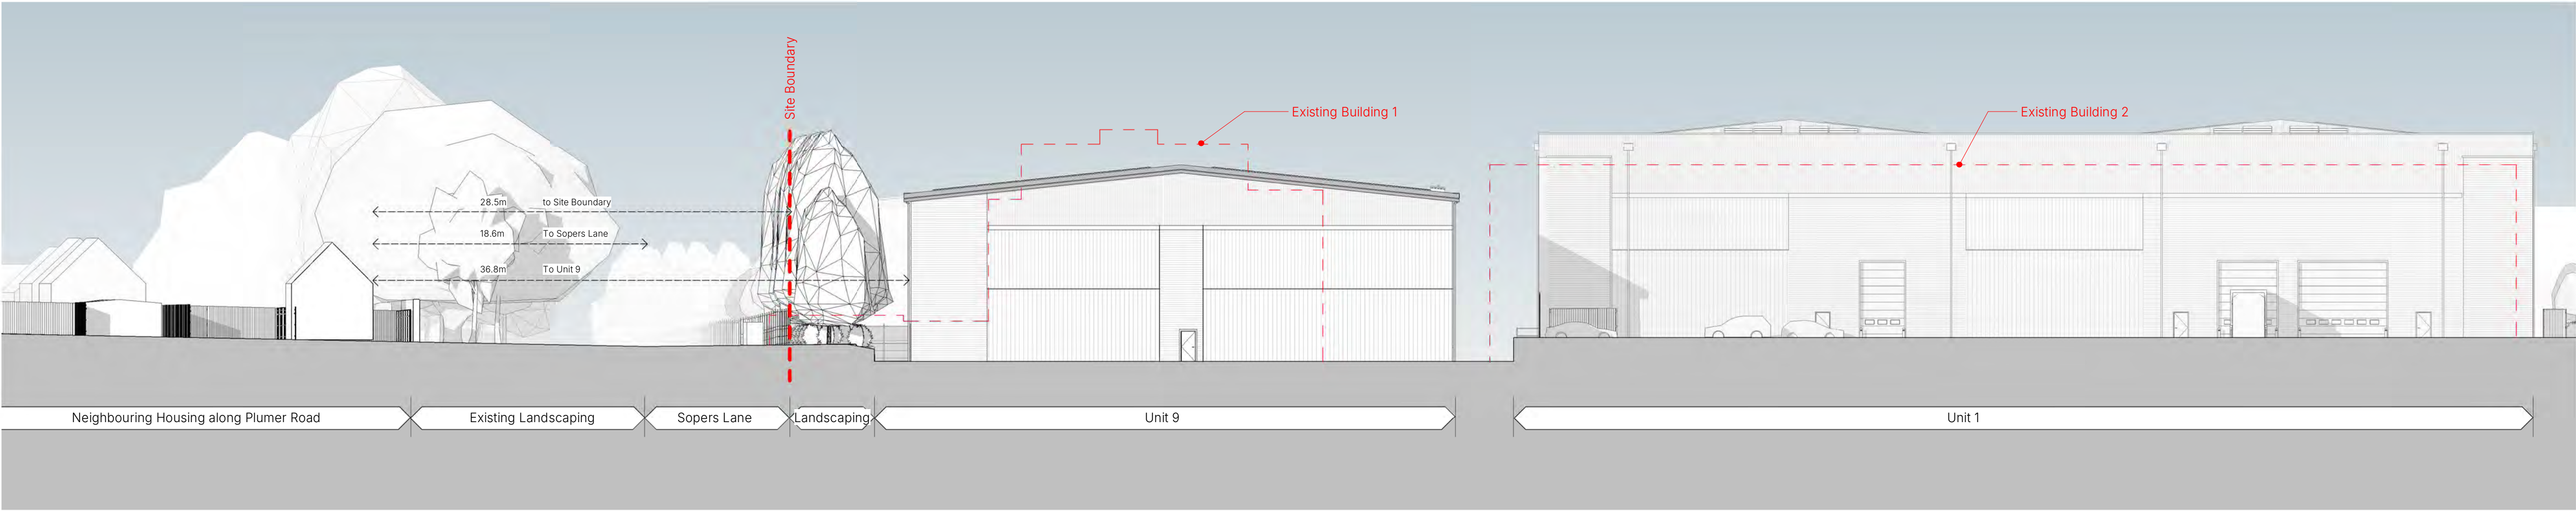 Site Boundary
Existing Building 1
Existing Building 2
28.5m to Site Boundary
18.6m To Sopers Lane
36.8m To Unit 9
Neighbouring Housing along Plumer Road
Existing Landscaping
Sopers Lane
Landscaping
Unit 9
Unit 1